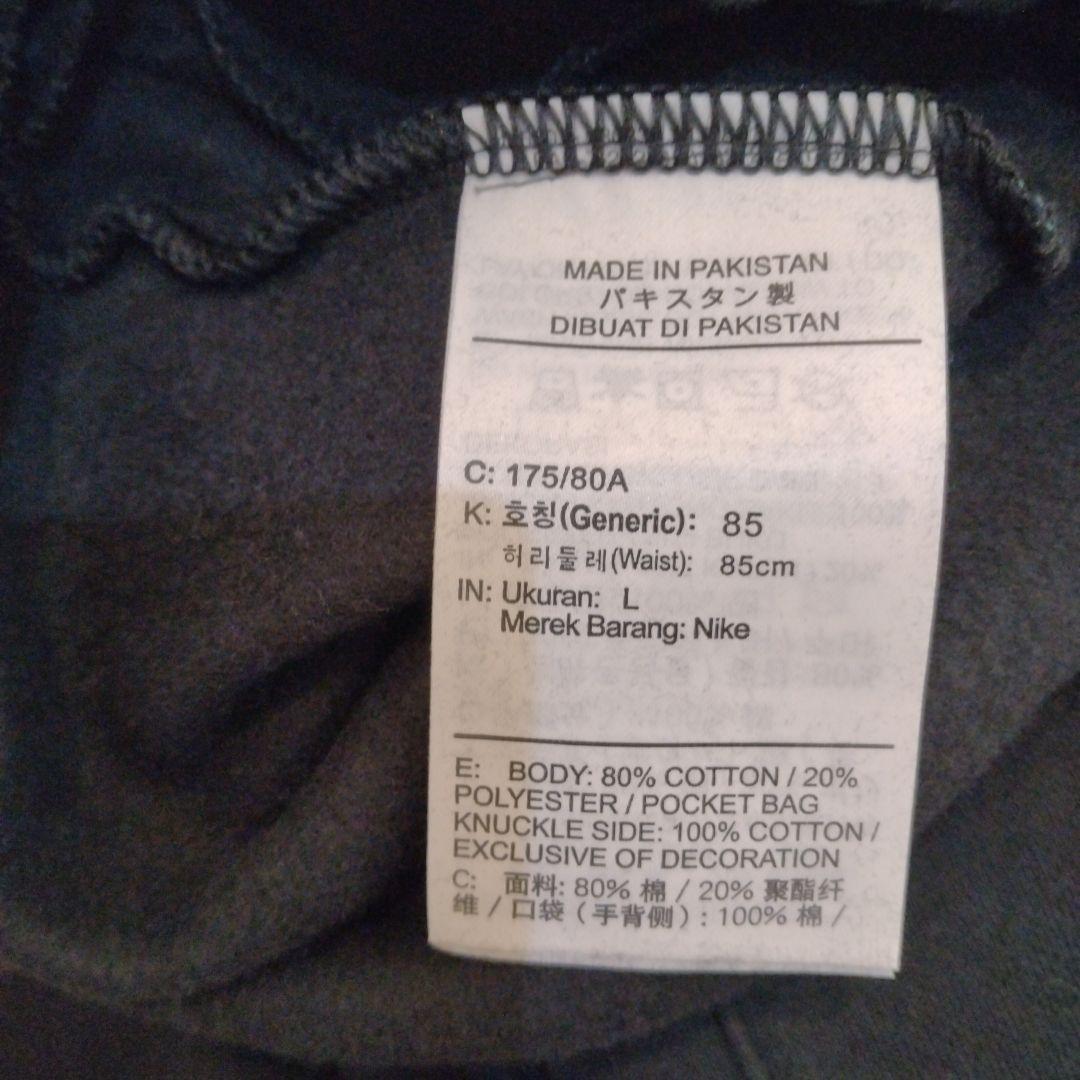 MADE IN PAKISTAN
パキスタン製
DIBUAT DI PAKISTAN
C: 175/80A
K: 호칭(Generic): 85
허리둘레(Waist): 85cm
IN: Ukuran: L
Merek Barang: Nike
E: BODY: 80% COTTON / 20%
POLYESTER / POCKET BAG
KNUCKLE SIDE: 100% COTTON /
EXCLUSIVE OF DECORATION
C: 面料: 80% 棉 / 20% 聚酯纤
维 / 口袋 ( 手背侧 ) : 100% 棉 /